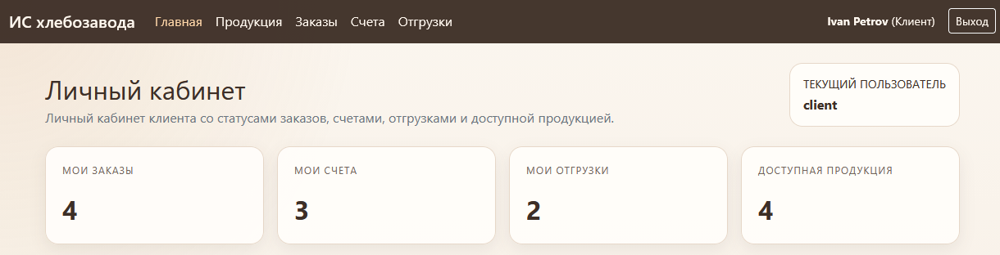 ИС хлебозавода Главная Продукция Заказы Счета Отгрузки Ivan Petrov (Клиент) Выход
Личный кабинет
Личный кабинет клиента со статусами заказов, счетами, отгрузками и доступной продукцией.
ТЕКУЩИЙ ПОЛЬЗОВАТЕЛЬ
client
МОИ ЗАКАЗЫ
4
МОИ СЧЕТА
3
МОИ ОТГРУЗКИ
2
ДОСТУПНАЯ ПРОДУКЦИЯ
4